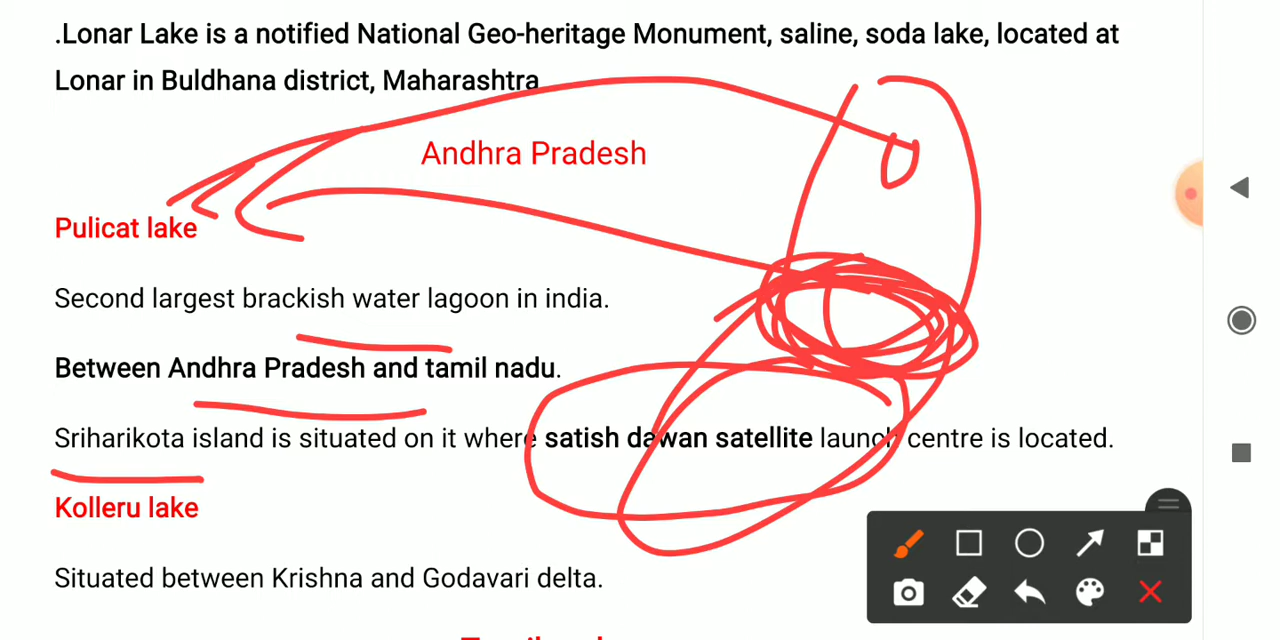 .Lonar Lake is a notified National Geo-heritage Monument, saline, soda lake, located at
Lonar in Buldhana district, Maharashtra
Andhra Pradesh
Pulicat lake
Second largest brackish water lagoon in india.
Between Andhra Pradesh and tamil nadu.
Sriharikota island is situated on it where satish dawan satellite launch centre is located.
Kolleru lake
Situated between Krishna and Godavari delta.